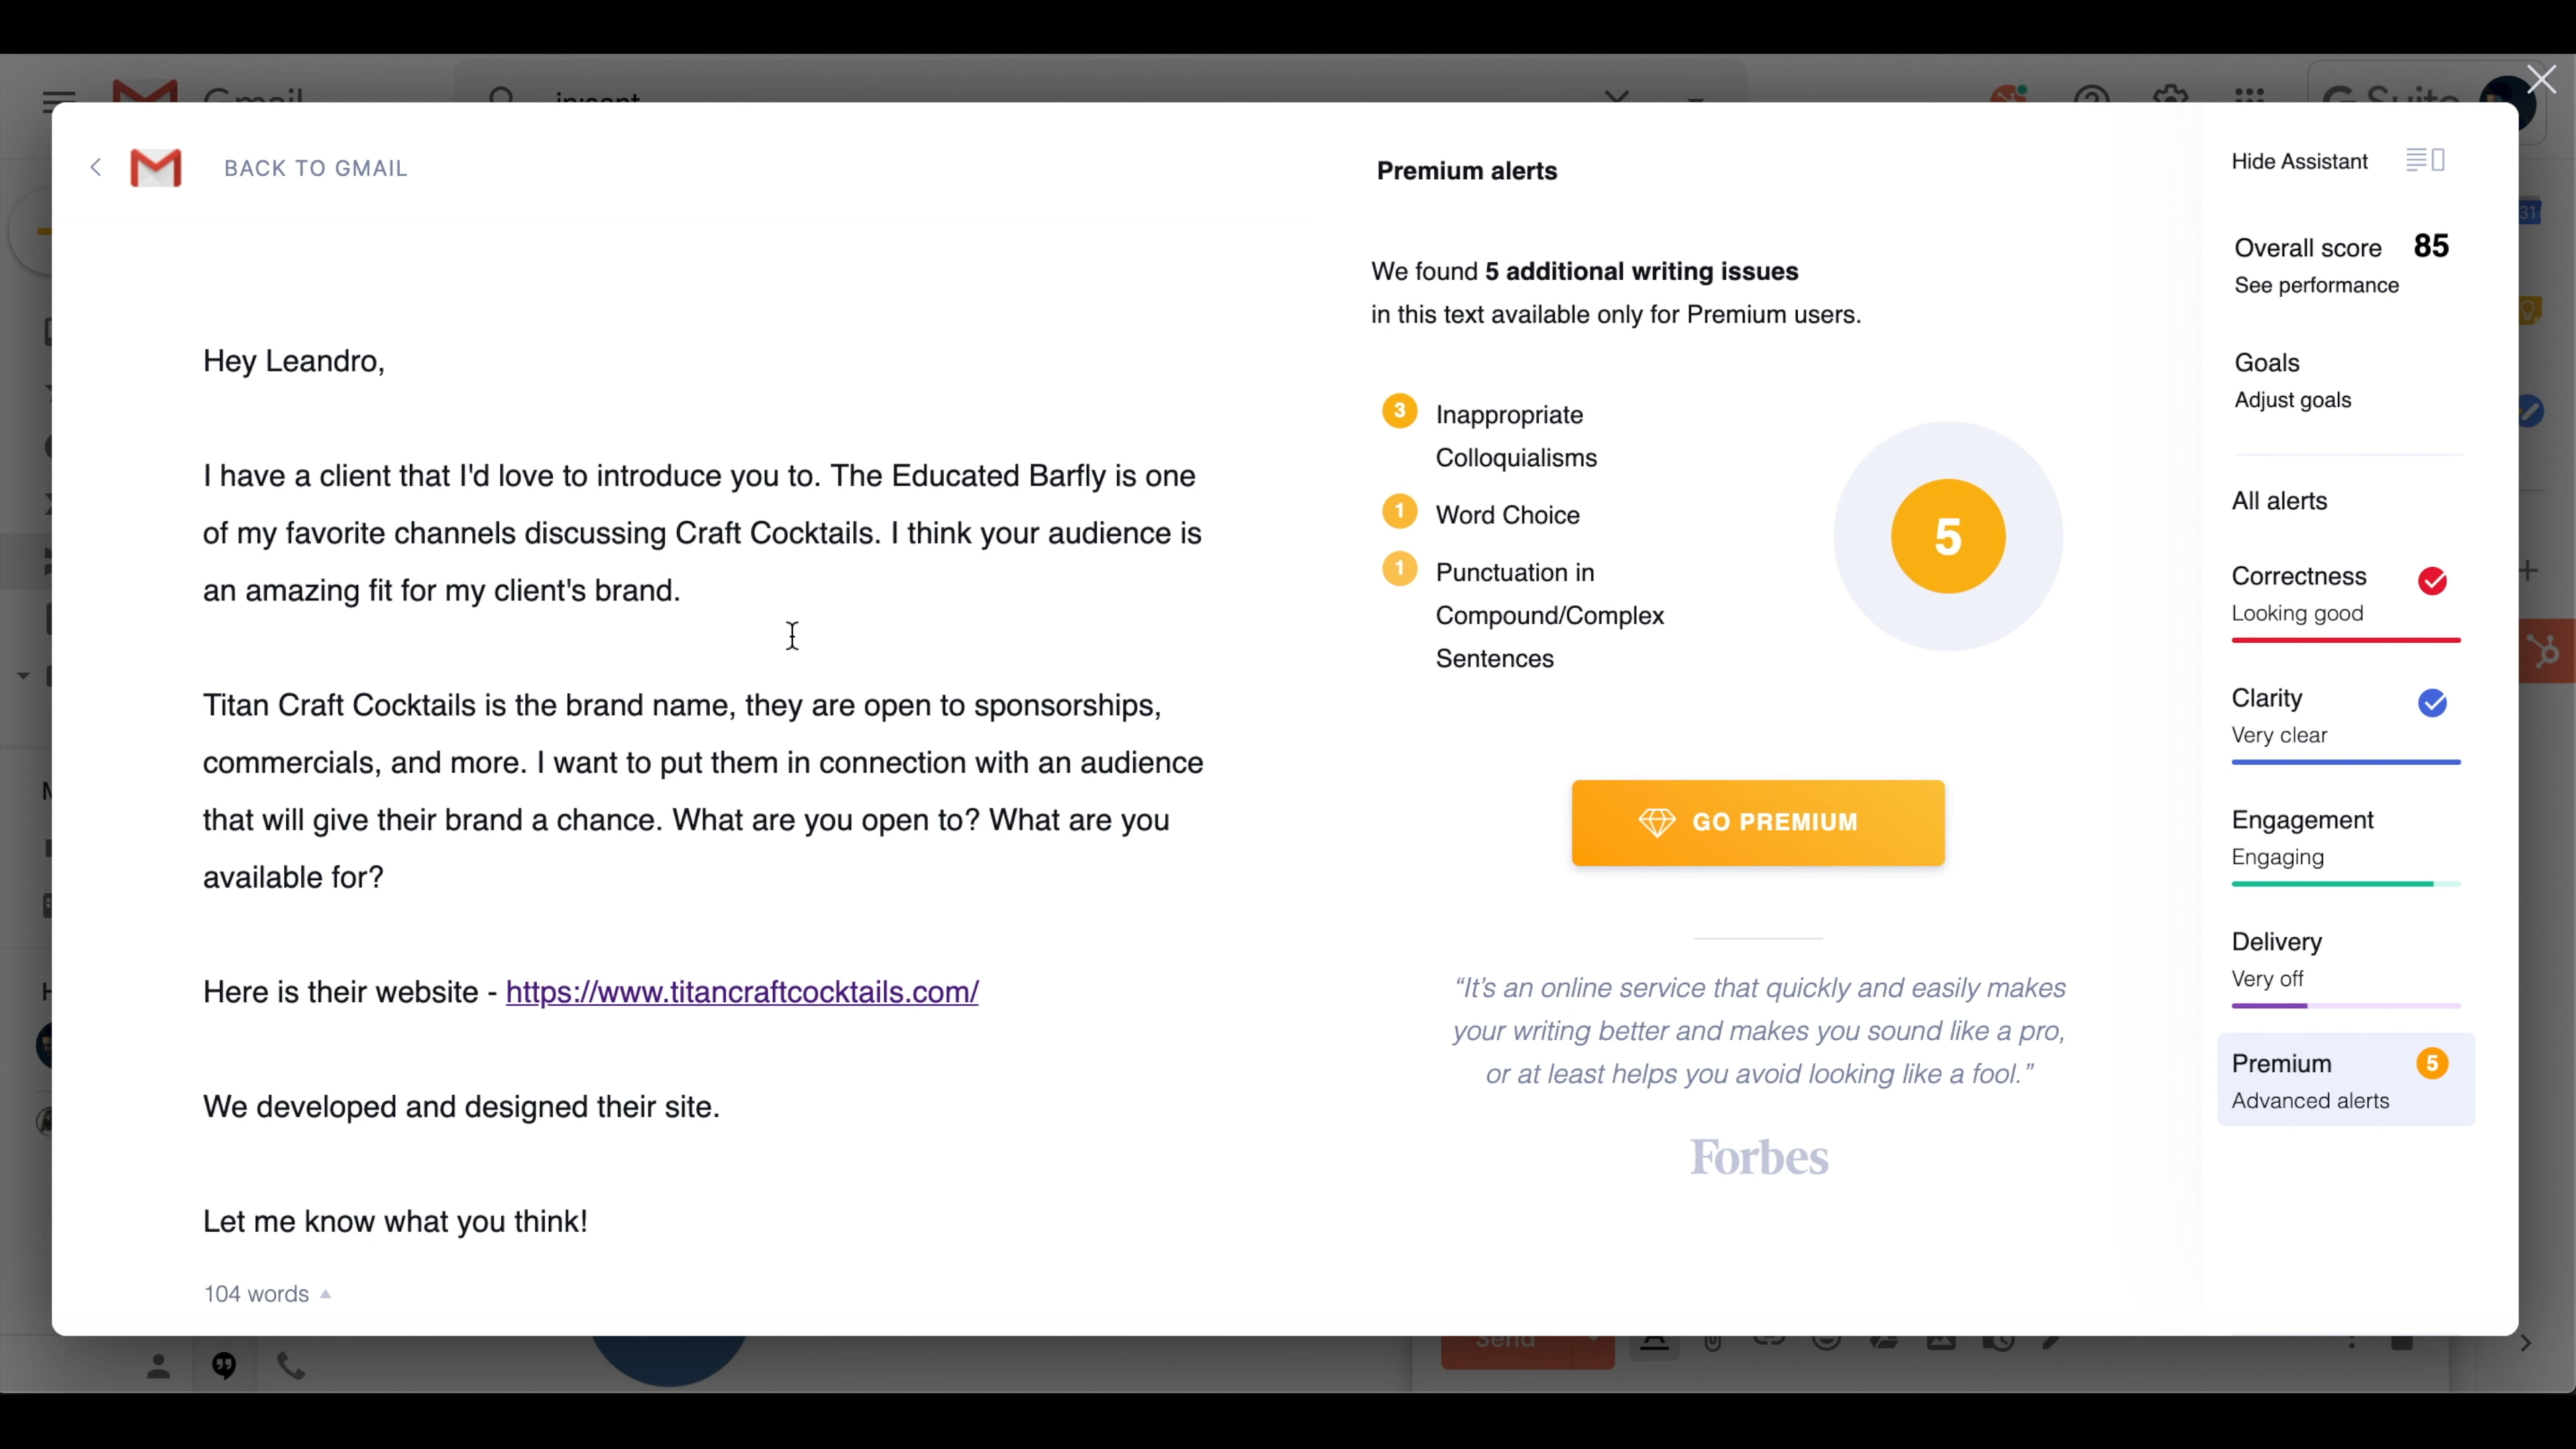 Gmail
in:sent
G Suite
BACK TO GMAIL
Hey Leandro,
I have a client that I'd love to introduce you to. The Educated Barfly is one
of my favorite channels discussing Craft Cocktails. I think your audience is
an amazing fit for my client's brand.
Titan Craft Cocktails is the brand name, they are open to sponsorships,
commercials, and more. I want to put them in connection with an audience
that will give their brand a chance. What are you open to? What are you
available for?
Here is their website - https://www.titancraftcocktails.com/
We developed and designed their site.
Let me know what you think!
104 words
Premium alerts
We found 5 additional writing issues
in this text available only for Premium users.
3 Inappropriate
Colloquialisms
1 Word Choice
1 Punctuation in
Compound/Complex
Sentences
5
GO PREMIUM
“It’s an online service that quickly and easily makes
your writing better and makes you sound like a pro,
or at least helps you avoid looking like a fool.”
Forbes
Hide Assistant
Overall score 85
See performance
Goals
Adjust goals
All alerts
Correctness
Looking good
Clarity
Very clear
Engagement
Engaging
Delivery
Very off
Premium 5
Advanced alerts
31
Send